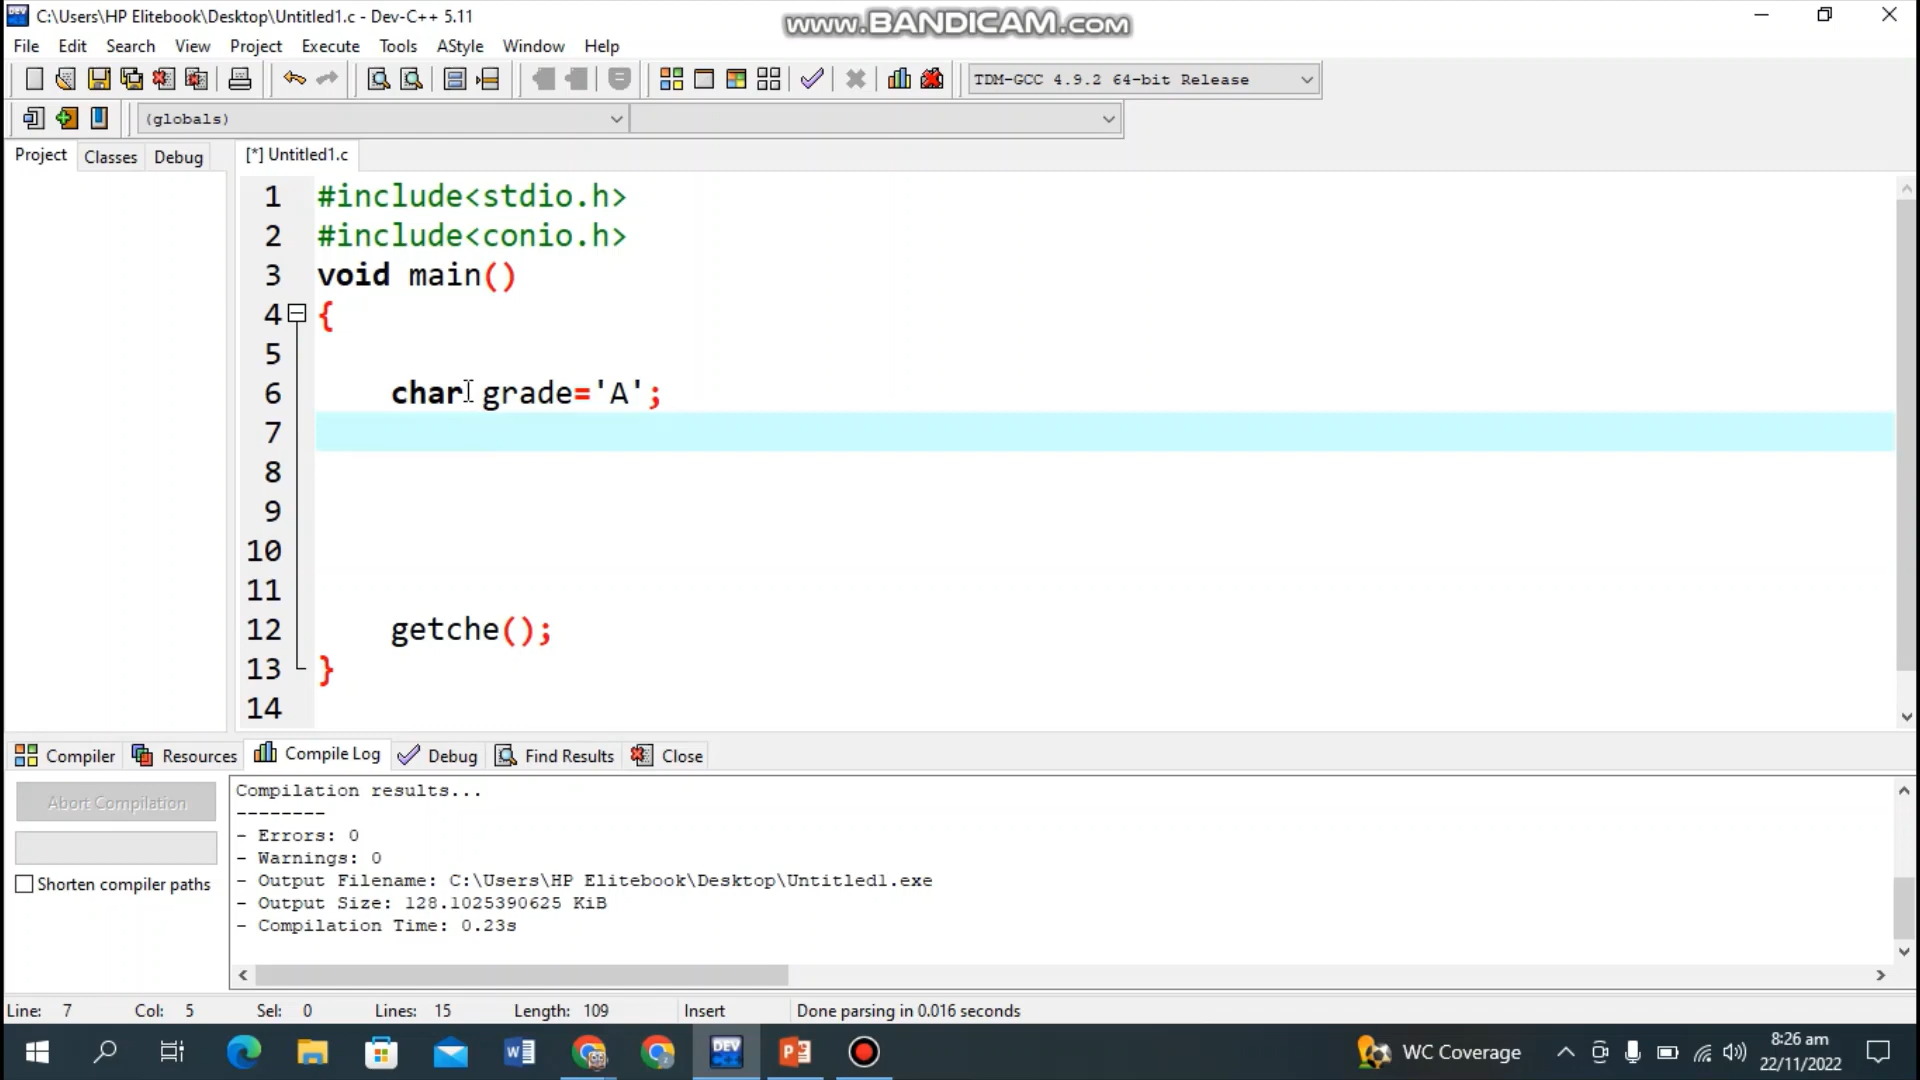 C:\Users\HP Elitebook\Desktop\Untitled1.c - Dev-C++ 5.11
www.BANDICAM.com
File Edit Search View Project Execute Tools AStyle Window Help
TDM-GCC 4.9.2 64-bit Release
(globals)
Project Classes Debug [*] Untitled1.c
1 #include<stdio.h>
2 #include<conio.h>
3 void main()
4 {
5
6 char grade='A';
7
8
9
10
11
12 getche();
13 }
14
Compiler Resources Compile Log Debug Find Results Close
Abort Compilation
Shorten compiler paths
Compilation results...
--------
- Errors: 0
- Warnings: 0
- Output Filename: C:\Users\HP Elitebook\Desktop\Untitled1.exe
- Output Size: 128.1025390625 KiB
- Compilation Time: 0.23s
Line: 7 Col: 5 Sel: 0 Lines: 15 Length: 109 Insert Done parsing in 0.016 seconds
DEV
WC Coverage
8:26 am
22/11/2022